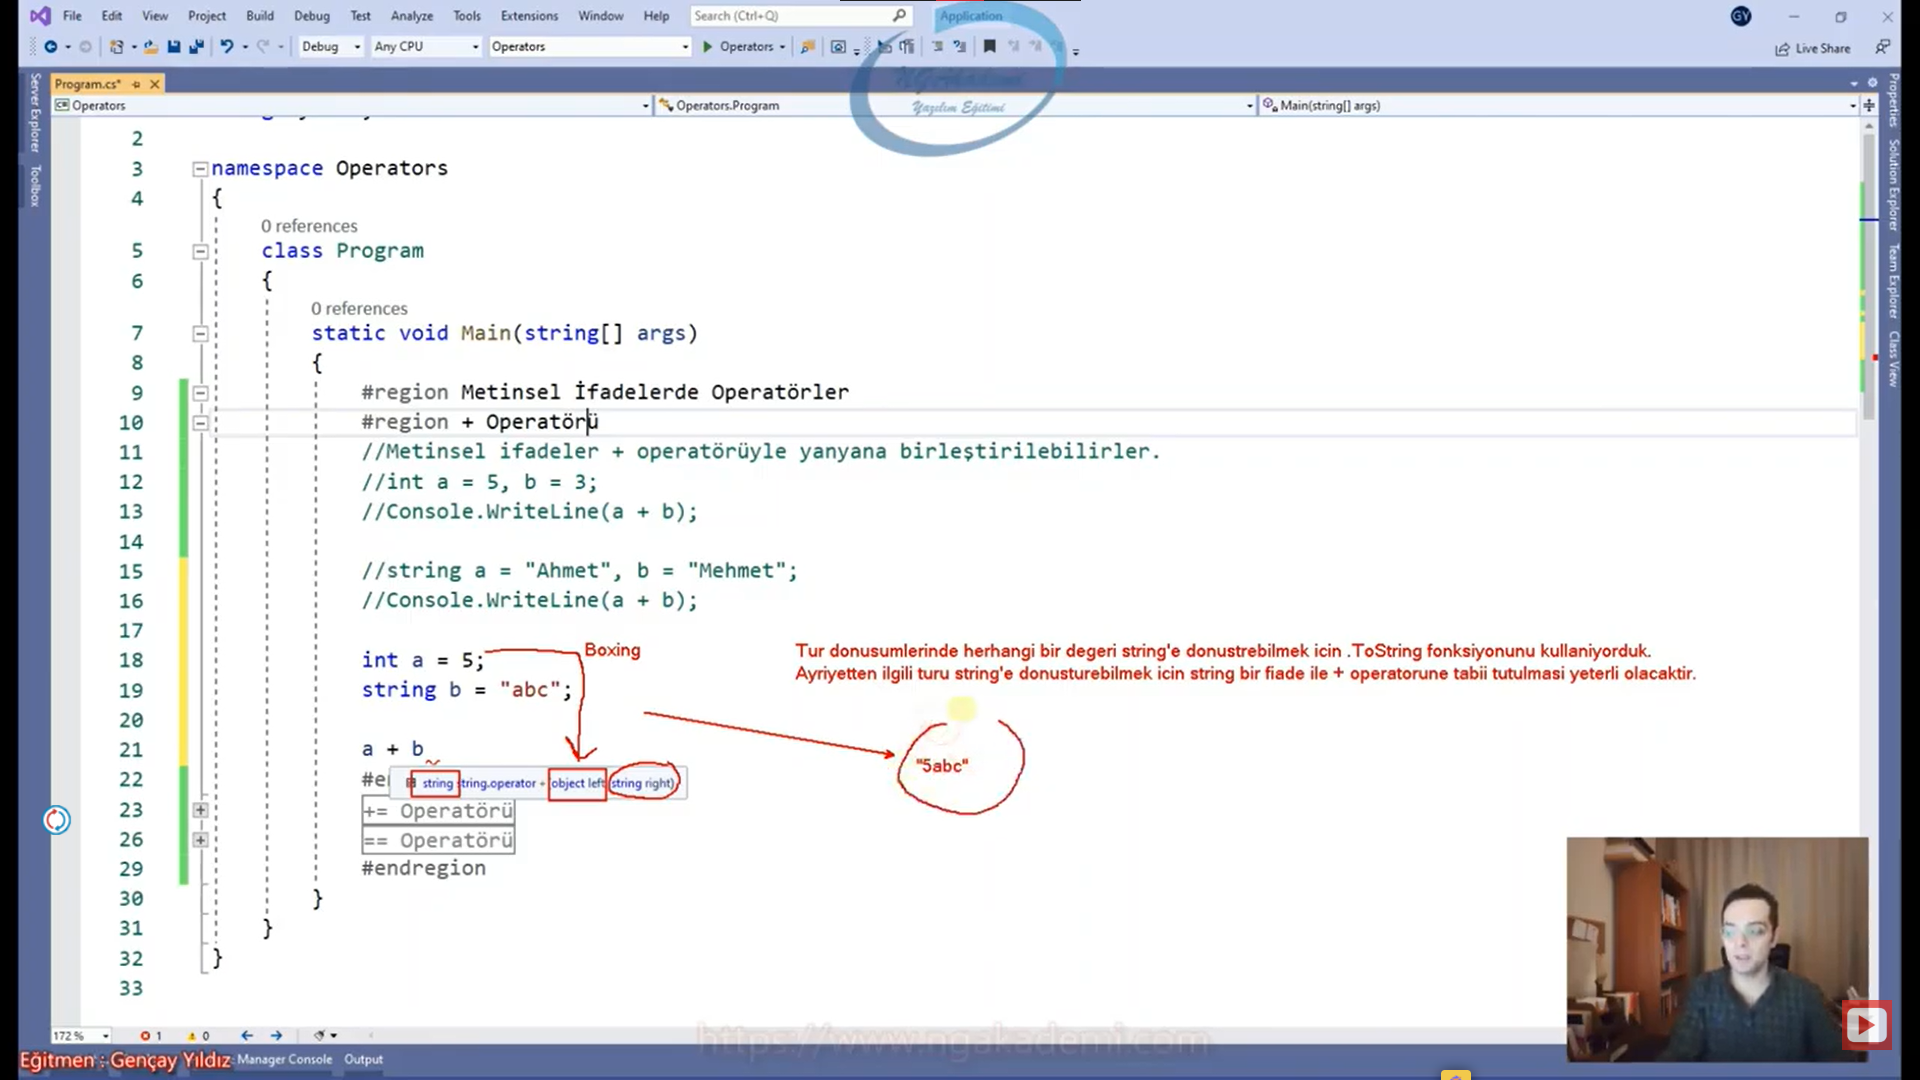 File Edit View Project Build Debug Test Analyze Tools Extensions Window Help Search (Ctrl+Q) Application GY
Debug Any CPU Operators Operators Live Share
Program.cs*
Operators Operators.Program Main(string[] args)
NGAkademi
Yazılım Eğitimi
Server Explorer
Toolbox
Properties
Solution Explorer
Team Explorer
Class View
2
3 namespace Operators
4 {
0 references
5 class Program
6 {
0 references
7 static void Main(string[] args)
8 {
9 #region Metinsel İfadelerde Operatörler
10 #region + Operatörü
11 //Metinsel ifadeler + operatörüyle yanyana birleştirilebilirler.
12 //int a = 5, b = 3;
13 //Console.WriteLine(a + b);
14
15 //string a = "Ahmet", b = "Mehmet";
16 //Console.WriteLine(a + b);
17
18 int a = 5;
19 string b = "abc";
20
21 a + b
22 #e
string string.operator + (object left, string right)
23 += Operatörü
26 == Operatörü
29 #endregion
30 }
31 }
32 }
33
Boxing
Tur donusumlerinde herhangi bir degeri string'e donustrebilmek icin .ToString fonksiyonunu kullaniyorduk.
Ayriyetten ilgili turu string'e donusturebilmek icin string bir fiade ile + operatorune tabii tutulmasi yeterli olacaktir.
"5abc"
172 % 1 0
https://www.ngakademi.com
Eğitmen : Gençay Yıldız Manager Console Output